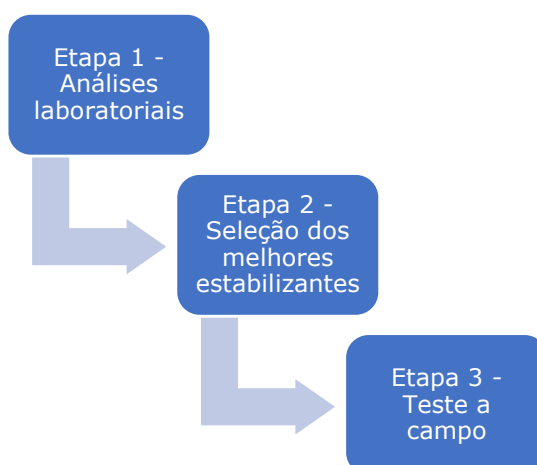 Etapa 1 -
Análises
laboratoriais
Etapa 2 -
Seleção dos
melhores
estabilizantes
Etapa 3 -
Teste a
campo